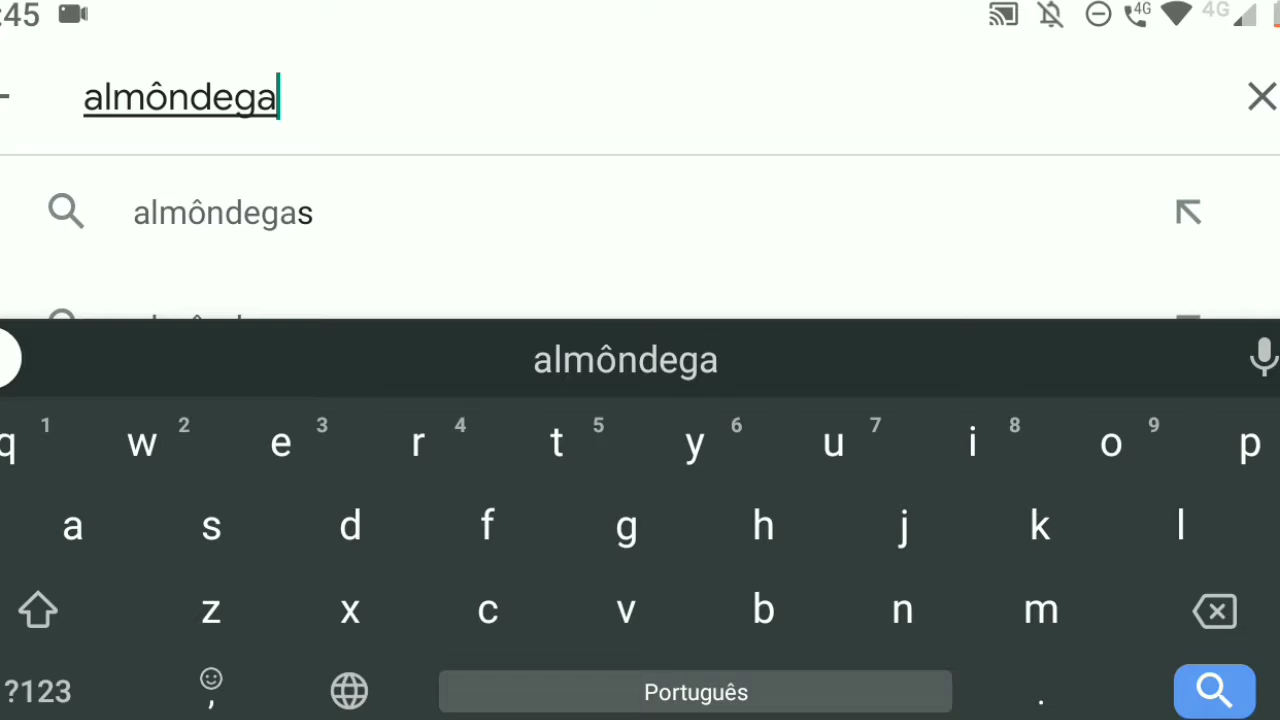 :45 4G 4G
almôndega
almôndegas
almôndega
q 1 w 2 e 3 r 4 t 5 y 6 u 7 i 8 o 9 p
a s d f g h j k l
z x c v b n m
?123 , Português .